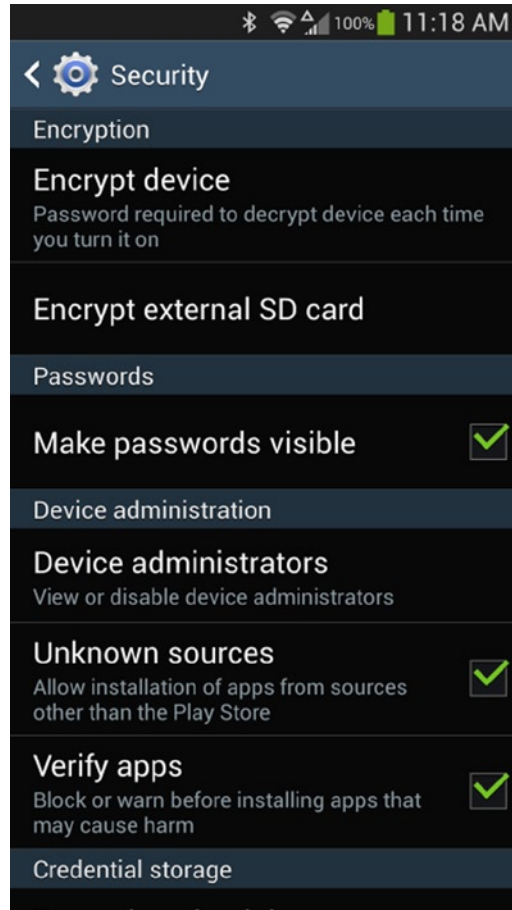 100% 11:18 AM
Security
Encryption
Encrypt device
Password required to decrypt device each time
you turn it on
Encrypt external SD card
Passwords
Make passwords visible
Device administration
Device administrators
View or disable device administrators
Unknown sources
Allow installation of apps from sources
other than the Play Store
Verify apps
Block or warn before installing apps that
may cause harm
Credential storage